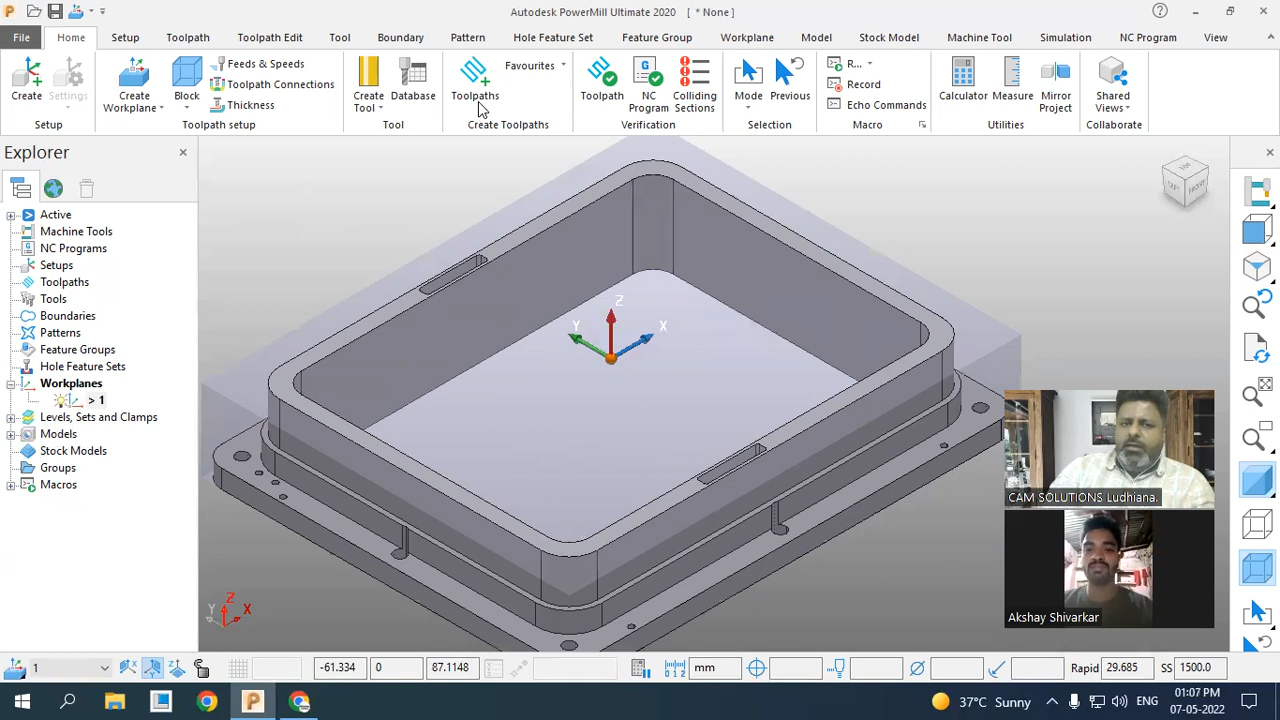 Autodesk PowerMill Ultimate 2020 [ * None ]
File Home Setup Toolpath Toolpath Edit Tool Boundary Pattern Hole Feature Set Feature Group Workplane Model Stock Model Machine Tool Simulation NC Program View
Create
Settings
Setup
Create Workplane
Block
Feeds & Speeds
Toolpath Connections
Thickness
Toolpath setup
Create Tool
Database
Tool
Toolpaths
Favourites
Create Toolpaths
Toolpath
NC Program
Colliding Sections
Verification
Mode
Previous
Selection
R...
Record
Echo Commands
Macro
Calculator
Measure
Mirror Project
Utilities
Shared Views
Collaborate
Explorer
Active
Machine Tools
NC Programs
Setups
Toolpaths
Tools
Boundaries
Patterns
Feature Groups
Hole Feature Sets
Workplanes
> 1
Levels, Sets and Clamps
Models
Stock Models
Groups
Macros
Z
Y
X
TOP
FRONT
Z
Y
X
CAM SOLUTIONS Ludhiana.
Akshay Shivarkar
1 -61.334 0 87.1148 mm Rapid 29.685 SS 1500.0
37°C Sunny ENG 01:07 PM
07-05-2022